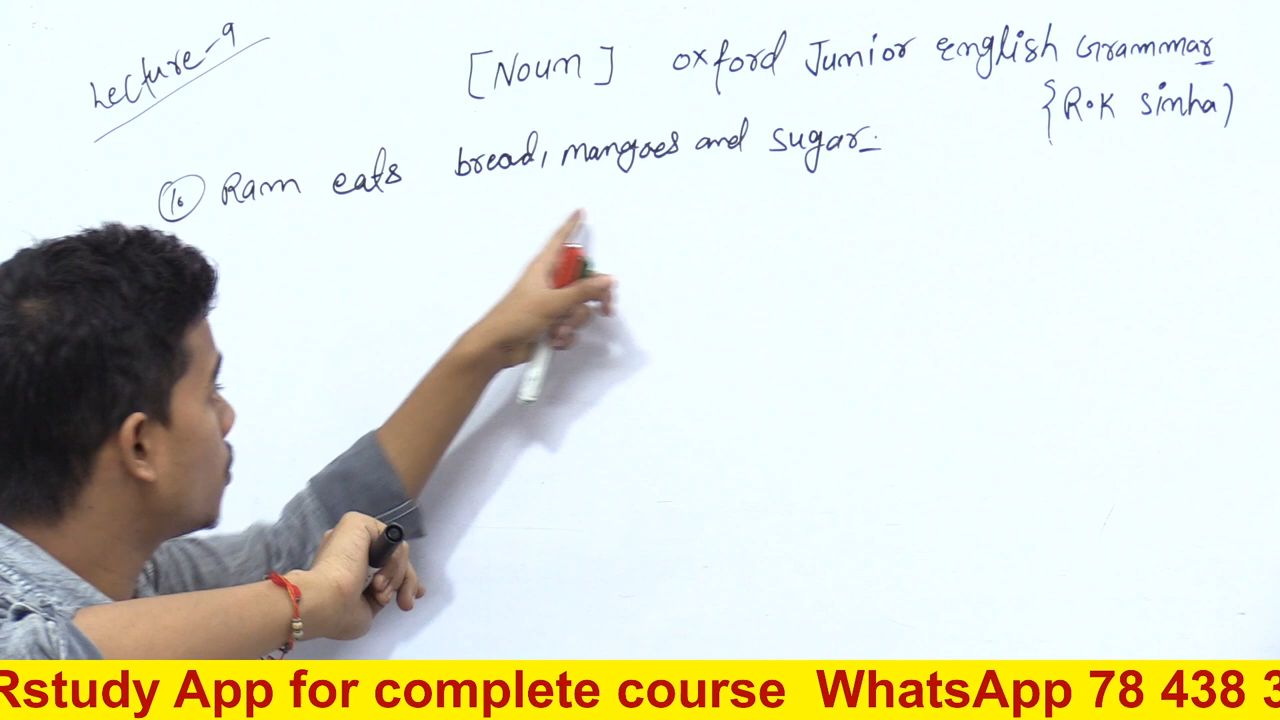 Lecture-9
[Noun] Oxford Junior English Grammar
{R.K Sinha)
1. Ram eats bread, mangoes and sugar.
Rstudy App for complete course WhatsApp 78 438 3